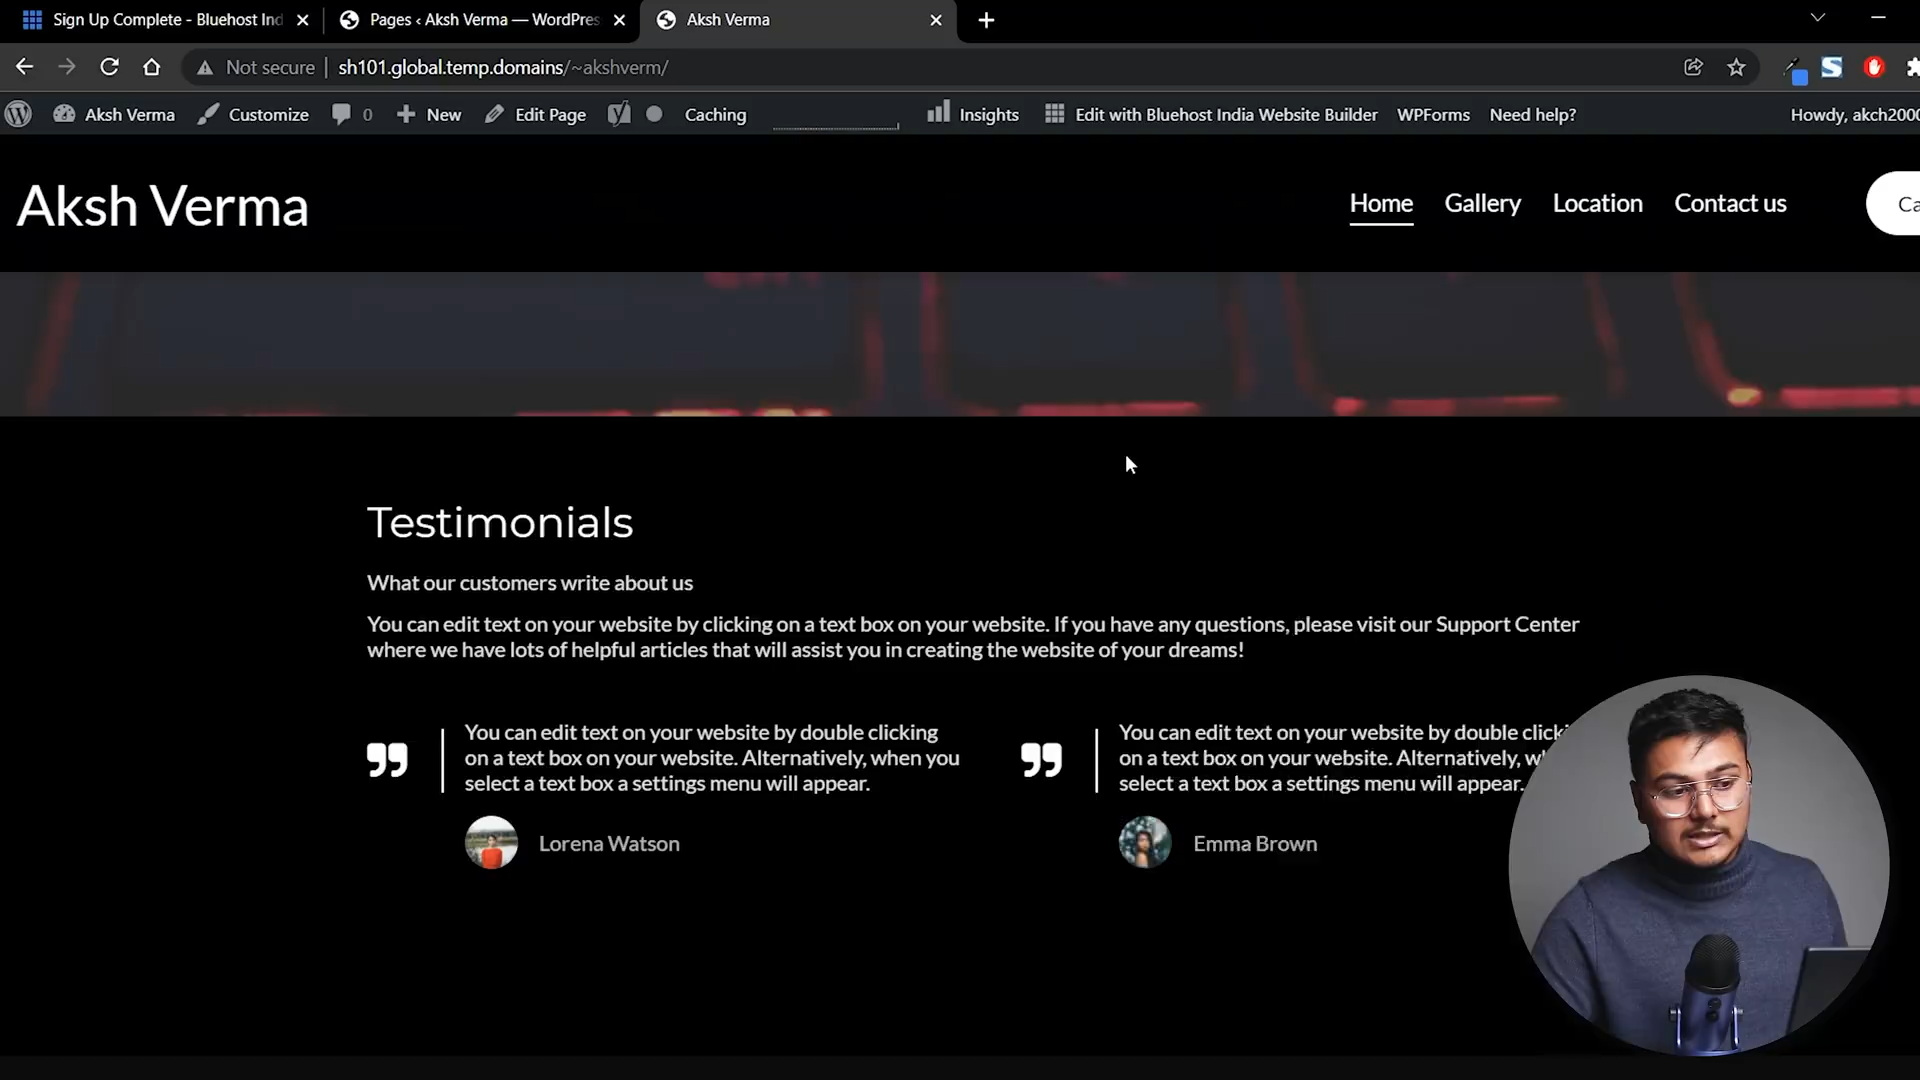 Sign Up Complete - Bluehost Ind
Pages ‹ Aksh Verma — WordPres
Aksh Verma
Not secure | sh101.global.temp.domains/~akshverm/
Aksh Verma Customize 0 New Edit Page Caching Insights Edit with Bluehost India Website Builder WPForms Need help? Howdy, akch2000
Aksh Verma
Home Gallery Location Contact us Ca
Testimonials
What our customers write about us
You can edit text on your website by clicking on a text box on your website. If you have any questions, please visit our Support Center
where we have lots of helpful articles that will assist you in creating the website of your dreams!
You can edit text on your website by double clicking
on a text box on your website. Alternatively, when you
select a text box a settings menu will appear.
Lorena Watson
You can edit text on your website by double clicki
on a text box on your website. Alternatively, w
select a text box a settings menu will appear.
Emma Brown